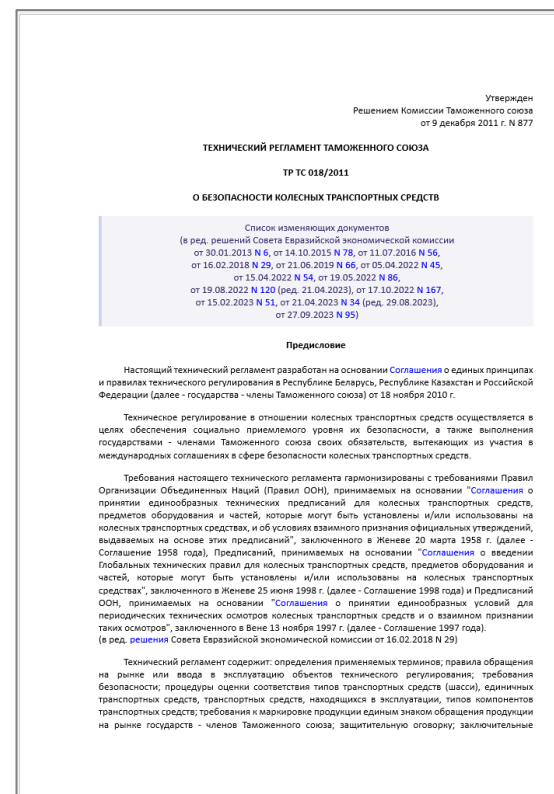 Утвержден
Решением Комиссии Таможенного союза
от 9 декабря 2011 г. N 877
ТЕХНИЧЕСКИЙ РЕГЛАМЕНТ ТАМОЖЕННОГО СОЮЗА
ТР ТС 018/2011
О БЕЗОПАСНОСТИ КОЛЕСНЫХ ТРАНСПОРТНЫХ СРЕДСТВ
Список изменяющих документов
(в ред. решений Совета Евразийской экономической комиссии
от 30.01.2013 N 6, от 14.10.2015 N 78, от 11.07.2016 N 56,
от 16.02.2018 N 29, от 21.06.2019 N 66, от 05.04.2022 N 45,
от 15.04.2022 N 54, от 19.05.2022 N 86,
от 19.08.2022 N 120 (ред. 21.04.2023), от 17.10.2022 N 167,
от 15.02.2023 N 51, от 21.04.2023 N 34 (ред. 29.08.2023),
от 27.09.2023 N 95)
Предисловие
Настоящий технический регламент разработан на основании Соглашения о единых принципах
и правилах технического регулирования в Республике Беларусь, Республике Казахстан и Российской
Федерации (далее - государства - члены Таможенного союза) от 18 ноября 2010 г.
Техническое регулирование в отношении колесных транспортных средств осуществляется в
целях обеспечения социально приемлемого уровня их безопасности, а также выполнения
государствами - членами Таможенного союза своих обязательств, вытекающих из участия в
международных соглашениях в сфере безопасности колесных транспортных средств.
Требования настоящего технического регламента гармонизированы с требованиями Правил
Организации Объединенных Наций (Правил ООН), принимаемых на основании "Соглашения о
принятии единообразных технических предписаний для колесных транспортных средств,
предметов оборудования и частей, которые могут быть установлены и/или использованы на
колесных транспортных средствах, и об условиях взаимного признания официальных утверждений,
выдаваемых на основе этих предписаний", заключенного в Женеве 20 марта 1958 г. (далее -
Соглашение 1958 года), Предписаний, принимаемых на основании "Соглашения о введении
Глобальных технических правил для колесных транспортных средств, предметов оборудования и
частей, которые могут быть установлены и/или использованы на колесных транспортных
средствах", заключенного в Женеве 25 июня 1998 г. (далее - Соглашение 1998 года) и Предписаний
ООН, принимаемых на основании "Соглашения о принятии единообразных условий для
периодических технических осмотров колесных транспортных средств и о взаимном признании
таких осмотров", заключенного в Вене 13 ноября 1997 г. (далее - Соглашение 1997 года).
(в ред. решения Совета Евразийской экономической комиссии от 16.02.2018 N 29)
Технический регламент содержит: определения применяемых терминов; правила обращения
на рынке или ввода в эксплуатацию объектов технического регулирования; требования
безопасности; процедуры оценки соответствия типов транспортных средств (шасси), единичных
транспортных средств, транспортных средств, находящихся в эксплуатации, типов компонентов
транспортных средств; требования к маркировке продукции единым знаком обращения продукции
на рынке государств - членов Таможенного союза; защитительную оговорку; заключительные